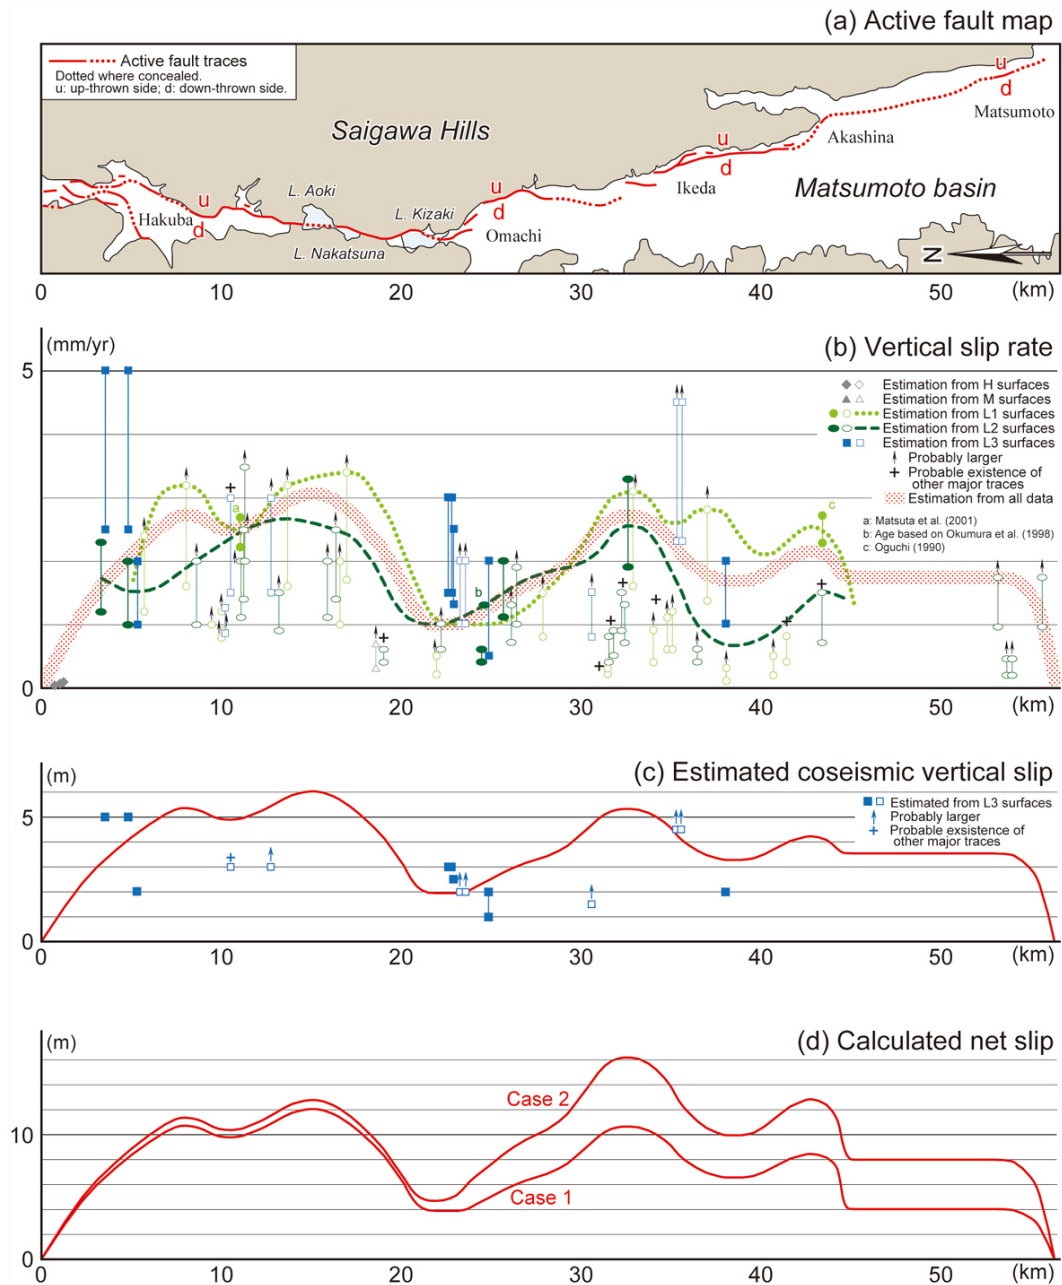 (a) Active fault map
Active fault traces
Dotted where concealed.
u: up-thrown side; d: down-thrown side.
Saigawa Hills
u
d
Matsumoto
Akashina
u
d
Ikeda
Matsumoto basin
L. Aoki
L. Kizaki
u
d
Omachi
Hakuba
u
d
L. Nakatsuna
N
0 10 20 30 40 50 (km)
(mm/yr)
(b) Vertical slip rate
5
Estimation from H surfaces
Estimation from M surfaces
Estimation from L1 surfaces
Estimation from L2 surfaces
Estimation from L3 surfaces
Probably larger
Probable existence of
other major traces
Estimation from all data
a: Matsuta et al. (2001)
b: Age based on Okumura et al. (1998)
c: Oguchi (1990)
a
b
c
0
0 10 20 30 40 50 (km)
(m)
(c) Estimated coseismic vertical slip
5
Estimated from L3 surfaces
Probably larger
Probable exsistence of
other major traces
0
0 10 20 30 40 50 (km)
(m)
(d) Calculated net slip
Case 2
10
Case 1
0
0 10 20 30 40 50 (km)